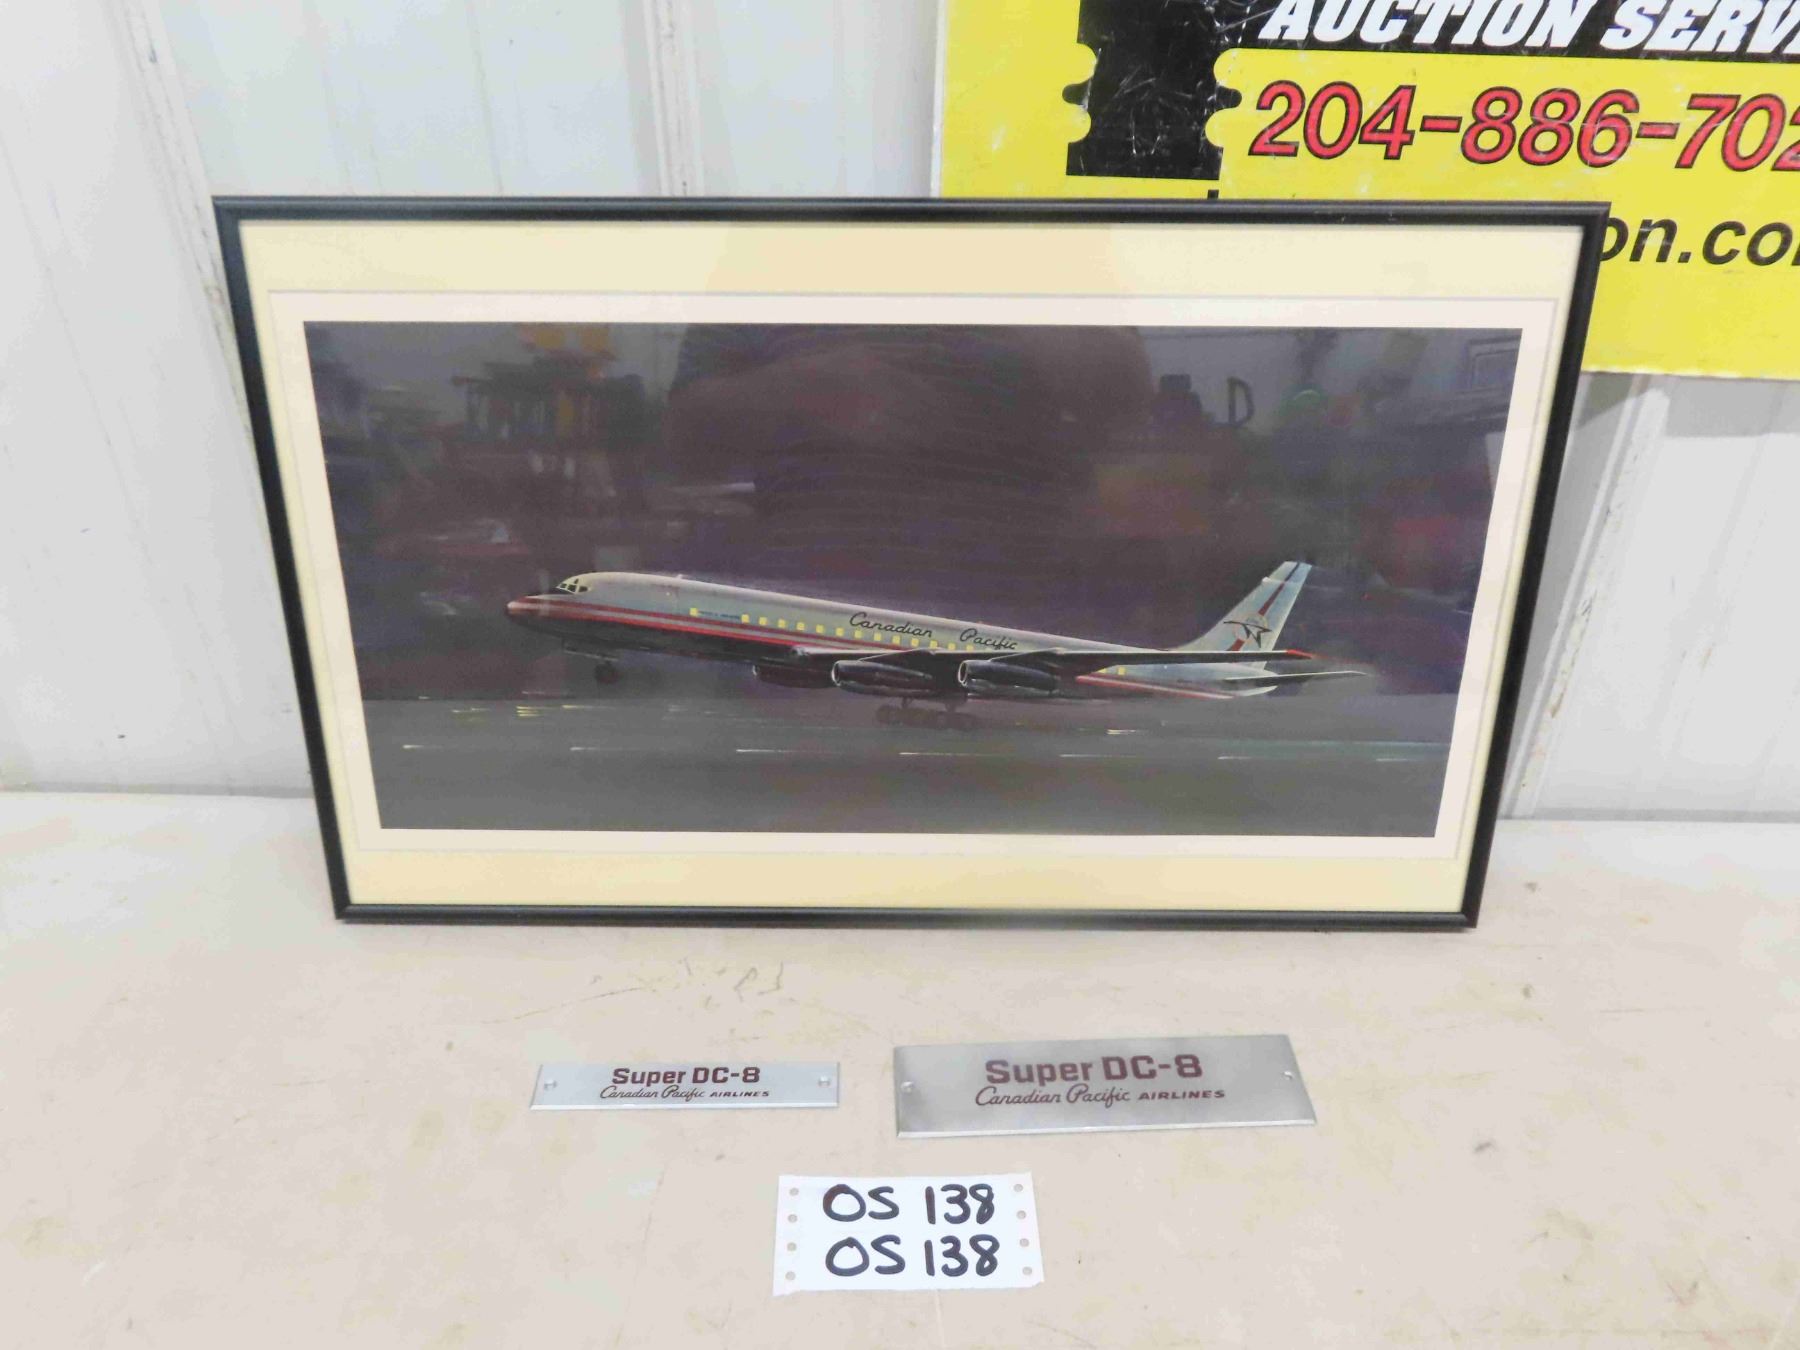 AUCTION SERV
204-886-702
on.co
Canadian Pacific
Super DC-8
Canadian Pacific AIRLINES
Super DC-8
Canadian Pacific AIRLINES
OS 138
OS 138